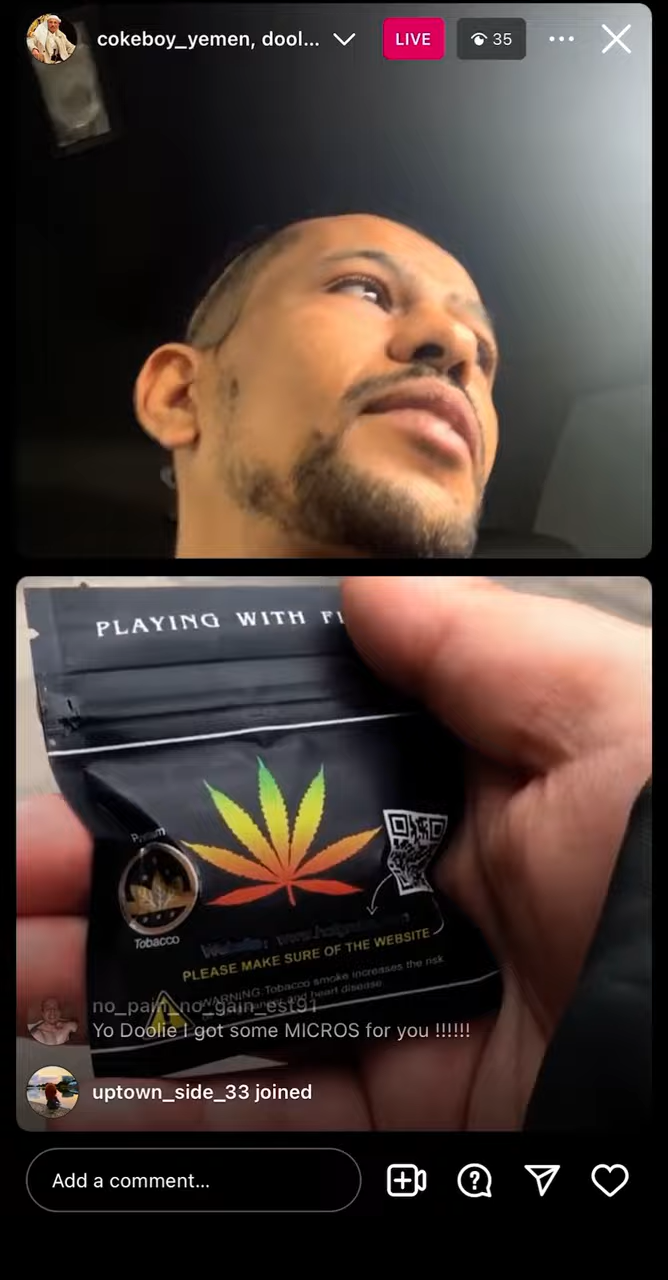 cokeboy_yemen, dool...
LIVE
35
PLAYING WITH
Tobacco
PLEASE MAKE SURE OF THE WEBSITE
WARNING-Tobacco smoke increases the risk
and heart disease
no_pain_no_gain_est91
Yo Doolie I got some MICROS for you !!!!!!
uptown_side_33 joined
Add a comment...